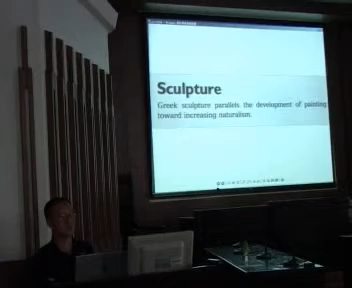 Sculpture
Greek sculpture parallels the development of painting
toward increasing naturalism.